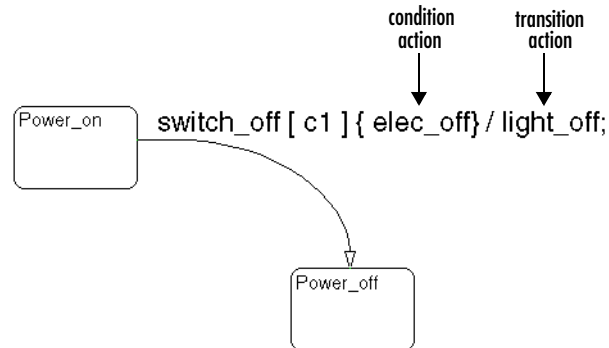 condition
action
transition
action
switch_off [ c1 ] { elec_off} / light_off;
Power_on
Power_off